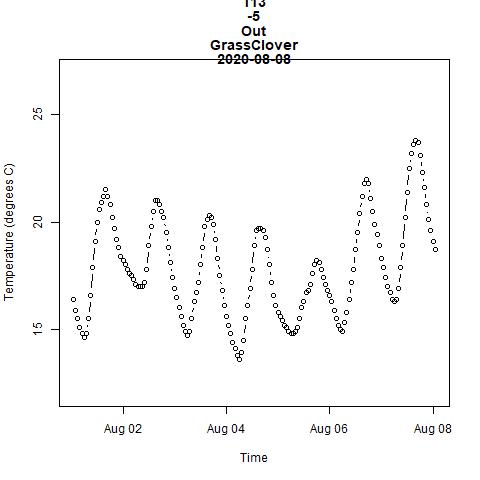 T13
-5
Out
GrassClover
2020-08-08
Temperature (degrees C)
25
20
15
Aug 02
Aug 04
Aug 06
Aug 08
Time